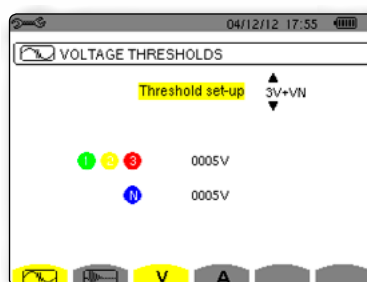 04/12/12 17:55
VOLTAGE THRESHOLDS
Threshold set-up 3V+VN
1 2 3 0005V
N 0005V
V A